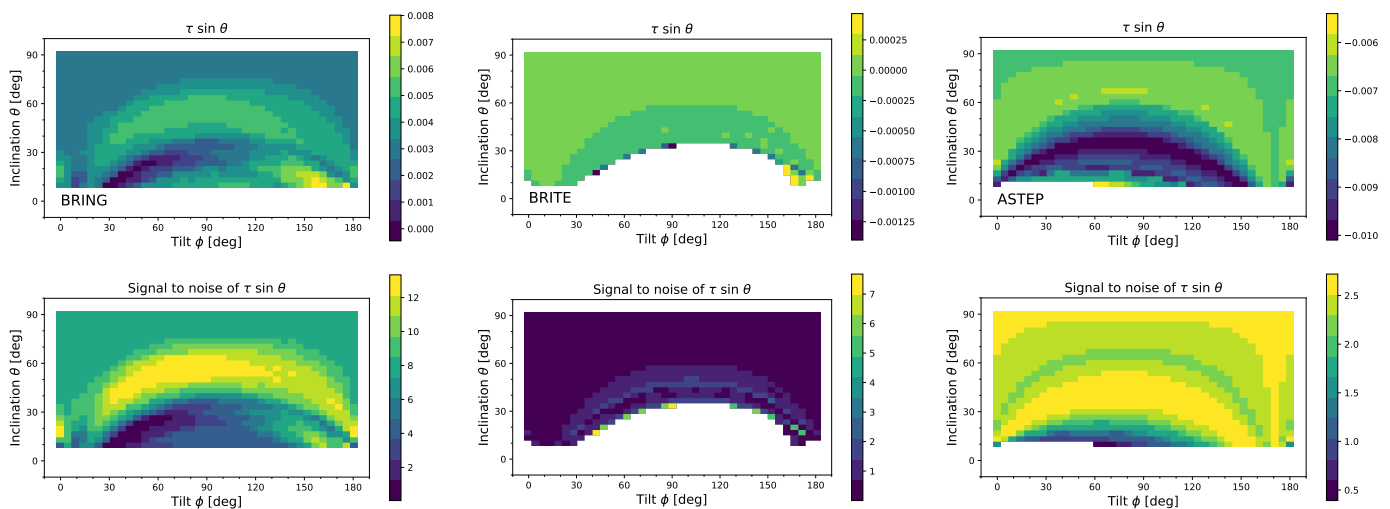 τ sin θ
Inclination θ [deg]
90
60
30
0
BRING
0 30 60 90 120 150 180
Tilt ϕ [deg]
0.008
0.007
0.006
0.005
0.004
0.003
0.002
0.001
0.000
τ sin θ
Inclination θ [deg]
90
60
30
0
BRITE
0 30 60 90 120 150 180
Tilt ϕ [deg]
0.00025
0.00000
−0.00025
−0.00050
−0.00075
−0.00100
−0.00125
τ sin θ
Inclination θ [deg]
90
60
30
0
ASTEP
0 30 60 90 120 150 180
Tilt ϕ [deg]
−0.006
−0.007
−0.008
−0.009
−0.010
Signal to noise of τ sin θ
Inclination θ [deg]
90
60
30
0
0 30 60 90 120 150 180
Tilt ϕ [deg]
12
10
8
6
4
2
Signal to noise of τ sin θ
Inclination θ [deg]
90
60
30
0
0 30 60 90 120 150 180
Tilt ϕ [deg]
7
6
5
4
3
2
1
Signal to noise of τ sin θ
Inclination θ [deg]
90
60
30
0
0 30 60 90 120 150 180
Tilt ϕ [deg]
2.5
2.0
1.5
1.0
0.5